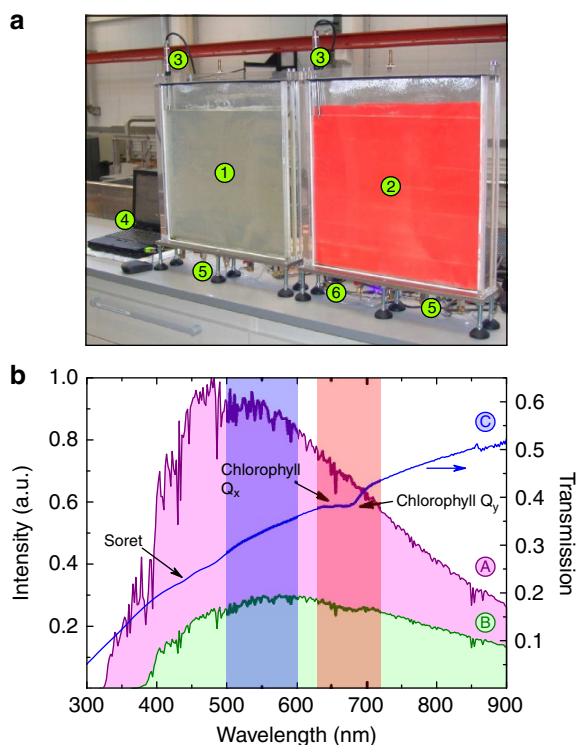 a
3
3
1
2
4
5
6
5
b
1.0
0.8
0.6
0.4
0.2
Intensity (a.u.)
0.6
0.5
0.4
0.3
0.2
0.1
Transmission
C
Chlorophyll
Qx
Chlorophyll Qy
Soret
A
B
300 400 500 600 700 800 900
Wavelength (nm)